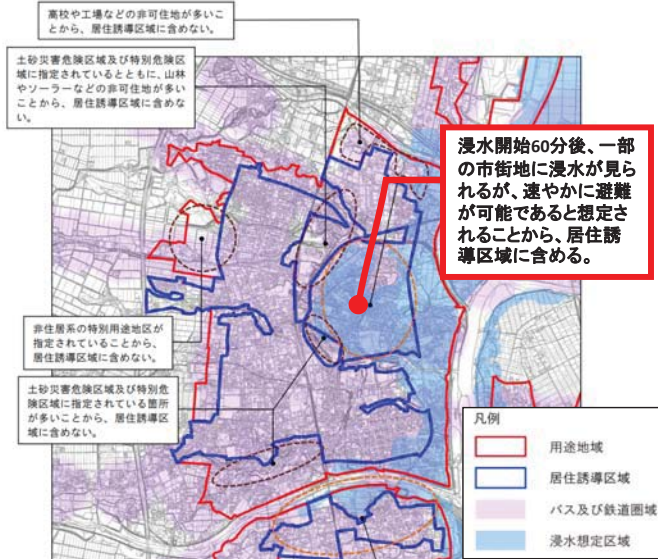 高校や工場などの非可住地が多いこ
とから、居住誘導区域に含めない。
土砂災害危険区域及び特別危険区
域に指定されているとともに、山林
やソーラーなどの非可住地が多い
ことから、居住誘導区域に含めな
い。
浸水開始60分後、一部
の市街地に浸水が見ら
れるが、速やかに避難
が可能であると想定さ
れることから、居住誘
導区域に含める。
非住居系の特別用途地区が
指定されていることから、
居住誘導区域に含めない。
土砂災害危険区域及び特別危
険区域に指定されている箇所
が多いことから、居住誘導区
域に含めない。
凡例
用途地域
居住誘導区域
バス及び鉄道圏域
浸水想定区域